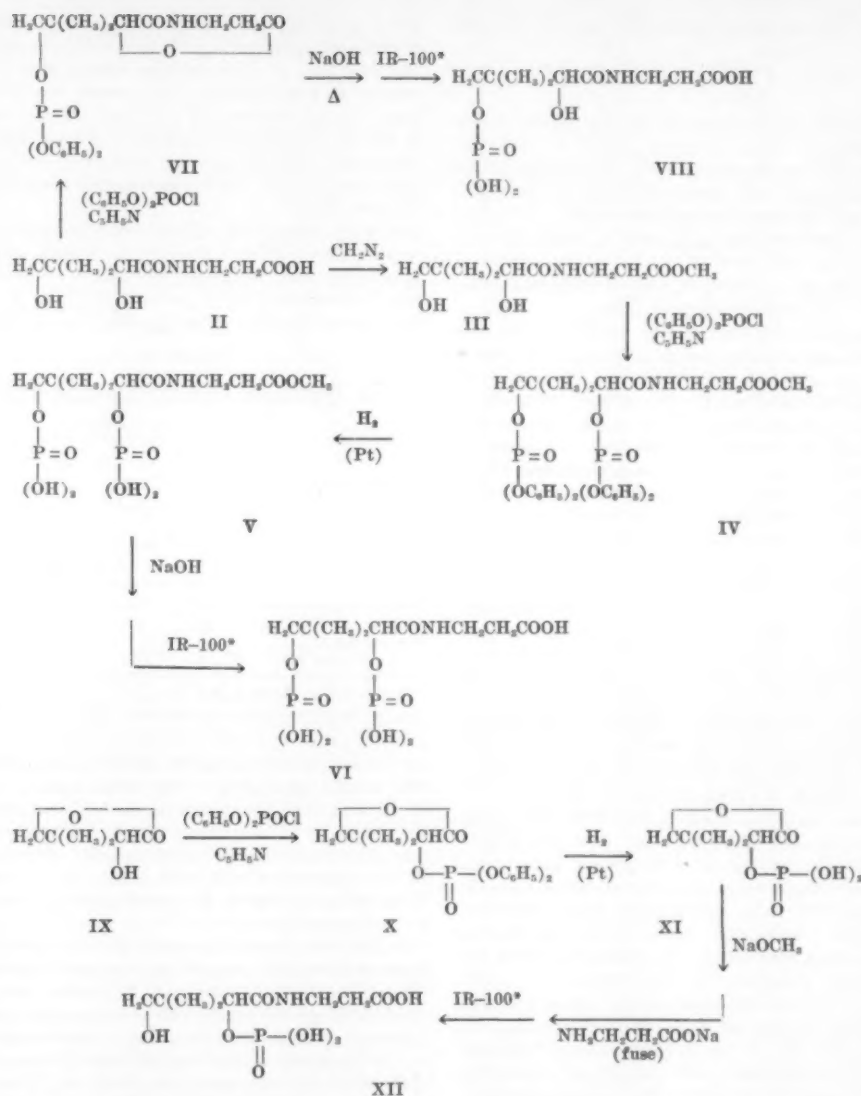 H₂CC(CH₃)₂CHCONHCH₂CH₂CO
O
O
P=O
(OC₆H₅)₂
VII
NaOH IR–100*
Δ
H₂CC(CH₃)₂CHCONHCH₂CH₂COOH
O OH
P=O
(OH)₂
VIII
(C₆H₅O)₂POCl
C₅H₅N
H₂CC(CH₃)₂CHCONHCH₂CH₂COOH
OH OH
II
CH₂N₂
H₂CC(CH₃)₂CHCONHCH₂CH₂COOCH₃
OH OH
III
(C₆H₅O)₂POCl
C₅H₅N
H₂CC(CH₃)₂CHCONHCH₂CH₂COOCH₃
O O
P=O P=O
(OH)₂ (OH)₂
V
H₂
(Pt)
H₂CC(CH₃)₂CHCONHCH₂CH₂COOCH₃
O O
P=O P=O
(OC₆H₅)₂(OC₆H₅)₂
IV
NaOH
IR–100*
H₂CC(CH₃)₂CHCONHCH₂CH₂COOH
O O
P=O P=O
(OH)₂ (OH)₂
VI
O
H₂CC(CH₃)₂CHCO
OH
IX
(C₆H₅O)₂POCl
C₅H₅N
O
H₂CC(CH₃)₂CHCO
O—P—(OC₆H₅)₂
O
X
H₂
(Pt)
O
H₂CC(CH₃)₂CHCO
O—P—(OH)₂
O
XI
NaOCH₃
H₂CC(CH₃)₂CHCONHCH₂CH₂COOH
OH O—P—(OH)₂
O
XII
IR–100*
NH₂CH₂CH₂COONa
(fuse)